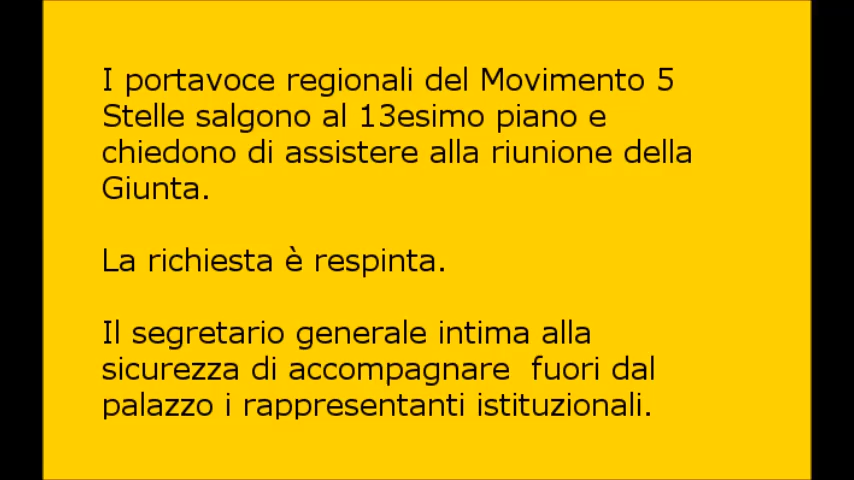 I portavoce regionali del Movimento 5
Stelle salgono al 13esimo piano e
chiedono di assistere alla riunione della
Giunta.
La richiesta è respinta.
Il segretario generale intima alla
sicurezza di accompagnare  fuori dal
palazzo i rappresentanti istituzionali.